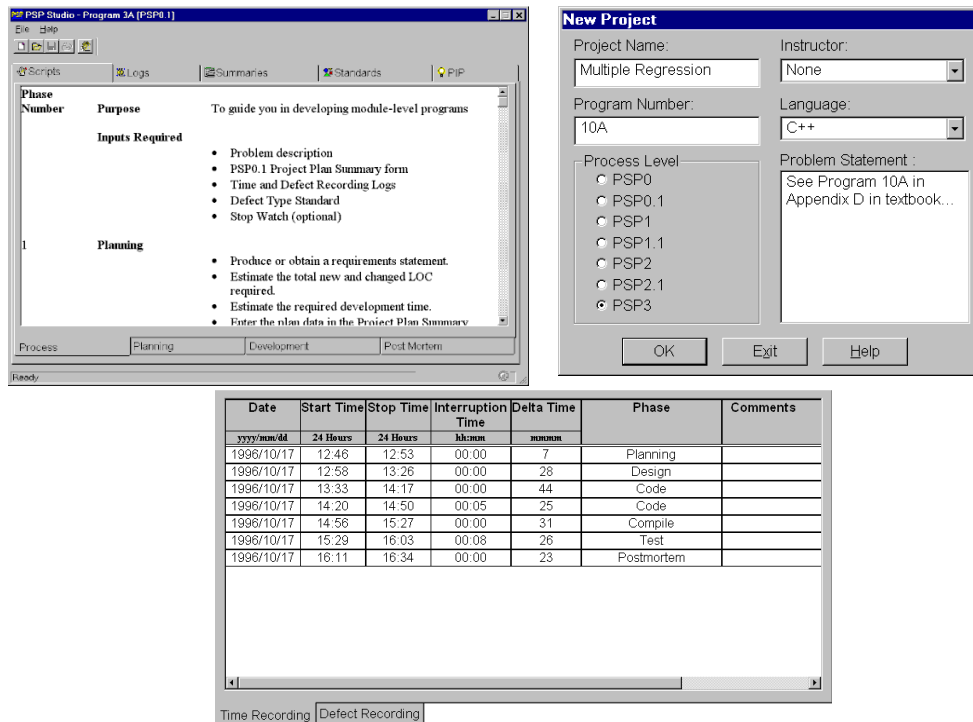 PSP PSP Studio - Program 3A [PSP0.1]
File Help
Scripts Logs Summaries Standards PIP
Phase
Number Purpose To guide you in developing module-level programs
Inputs Required
• Problem description
• PSP0.1 Project Plan Summary form
• Time and Defect Recording Logs
• Defect Type Standard
• Stop Watch (optional)
1 Planning
• Produce or obtain a requirements statement.
• Estimate the total new and changed LOC
required.
• Estimate the required development time.
• Enter the plan data in the Project Plan Summary
Process Planning Development Post Mortem
Ready
New Project
Project Name: Instructor:
Multiple Regression None
Program Number: Language:
10A C++
Process Level Problem Statement :
PSP0 See Program 10A in
PSP0.1 Appendix D in textbook...
PSP1
PSP1.1
PSP2
PSP2.1
PSP3
OK Exit Help
Date Start Time Stop Time Interruption Delta Time Phase Comments
Time
yyyy/mm/dd 24 Hours 24 Hours hh:mm mmmm
1996/10/17 12:46 12:53 00:00 7 Planning
1996/10/17 12:58 13:26 00:00 28 Design
1996/10/17 13:33 14:17 00:00 44 Code
1996/10/17 14:20 14:50 00:05 25 Code
1996/10/17 14:56 15:27 00:00 31 Compile
1996/10/17 15:29 16:03 00:08 26 Test
1996/10/17 16:11 16:34 00:00 23 Postmortem
Time Recording Defect Recording